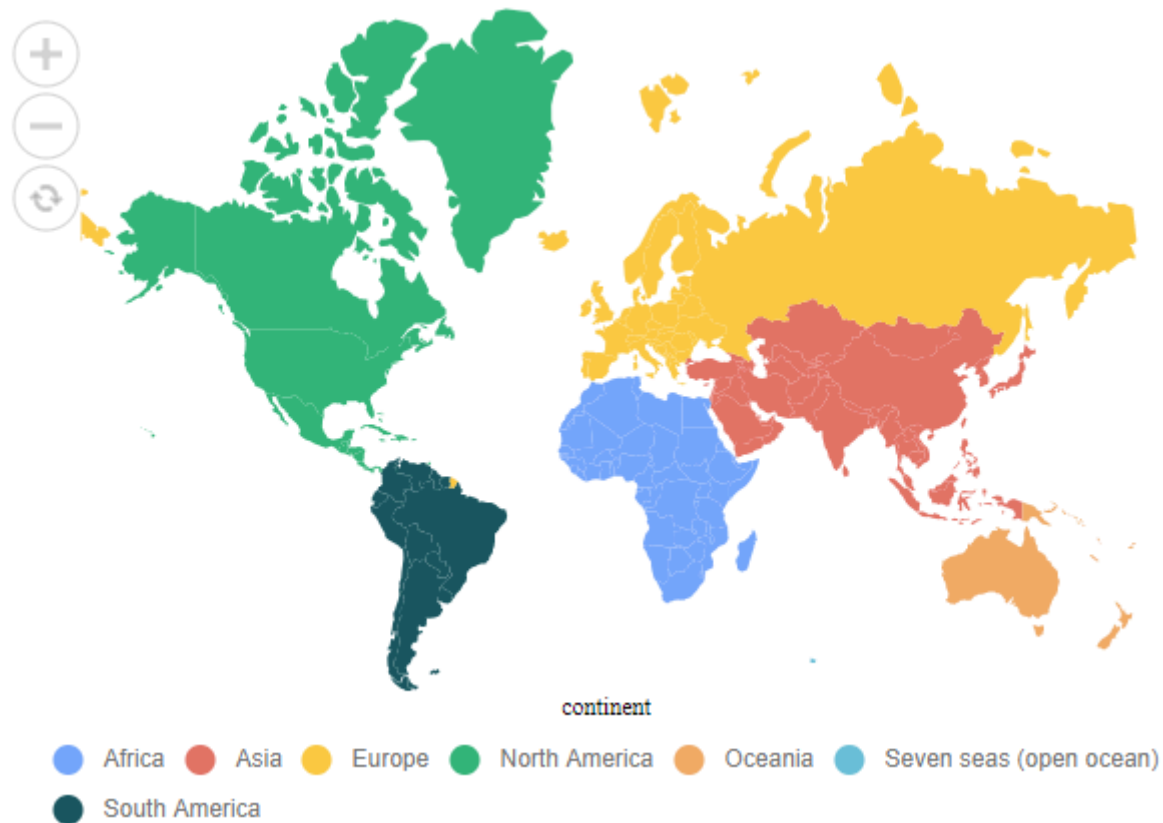 continent
Africa Asia Europe North America Oceania Seven seas (open ocean)
South America